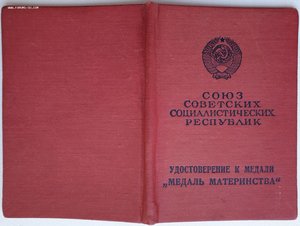 СОЮЗ
СОВЕТСКИХ
СОЦИАЛИСТИЧЕСКИХ
РЕСПУБЛИК
УДОСТОВЕРЕНИЕ К МЕДАЛИ
„МЕДАЛЬ МАТЕРИНСТВА“